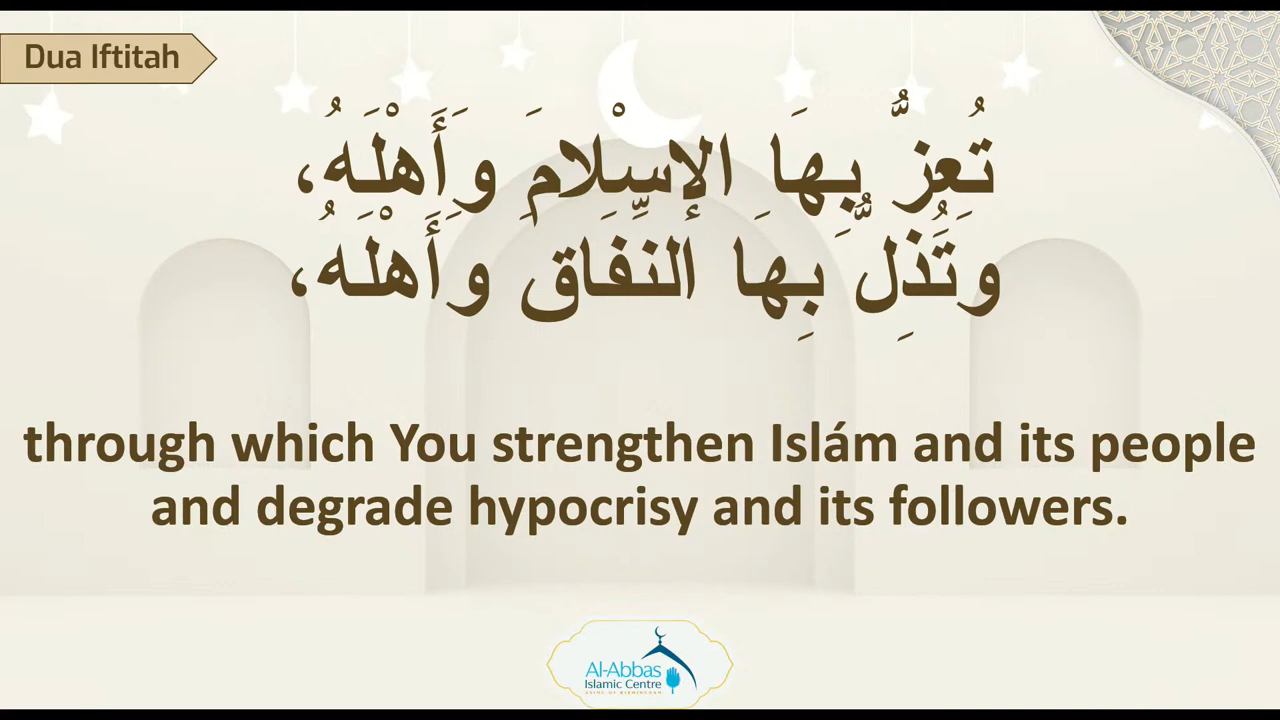 Dua Iftitah
تُعِزُّ بِهَا الإِسْلامَ وَأَهْلَهُ،
وَتُذِلُّ بِهَا النِّفَاقَ وَأَهْلَهُ،
through which You strengthen Islám and its people
and degrade hypocrisy and its followers.
Al-Abbas
Islamic Centre